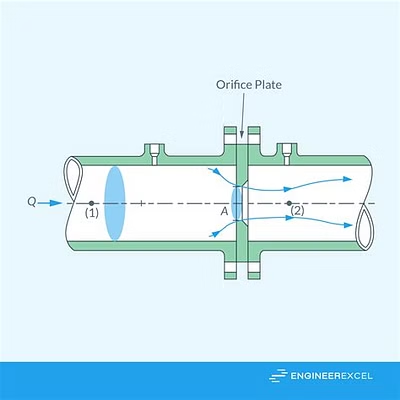 Orifice Plate
Q
(1)
A
(2)
ENGINEEREXCEL